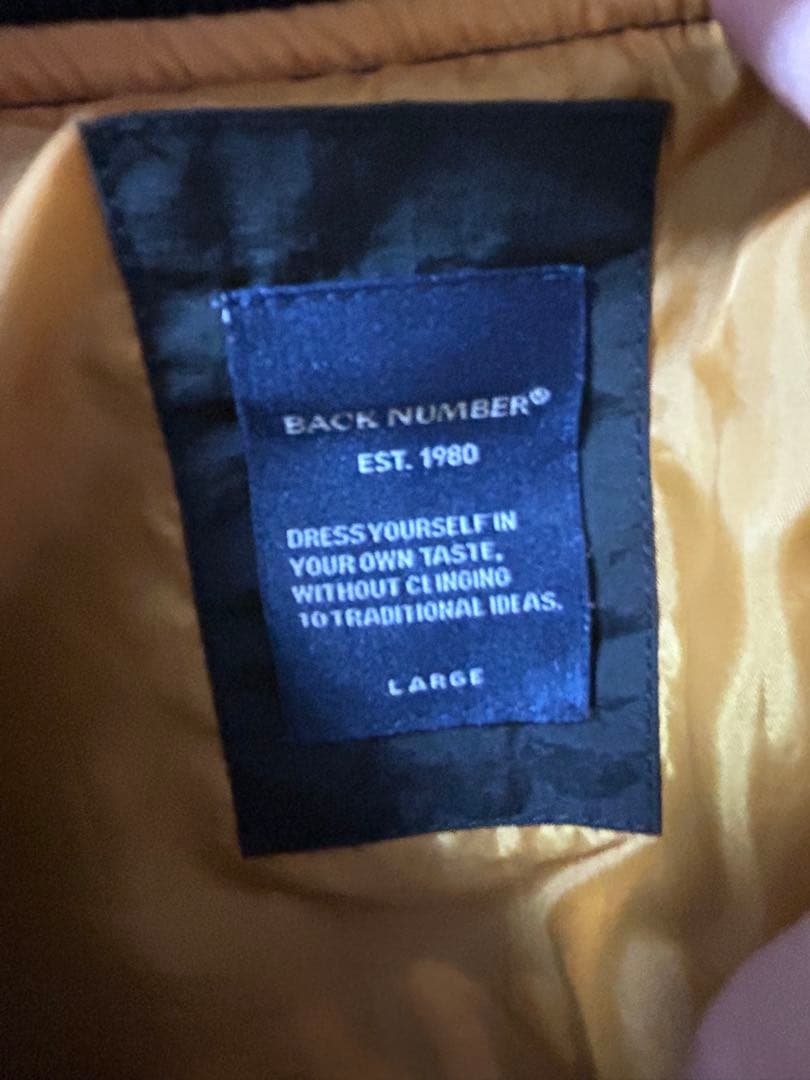 BACK NUMBER®
EST. 1980
DRESS YOURSELF IN
YOUR OWN TASTE,
WITHOUT CLINGING
TO TRADITIONAL IDEAS.
LARGE